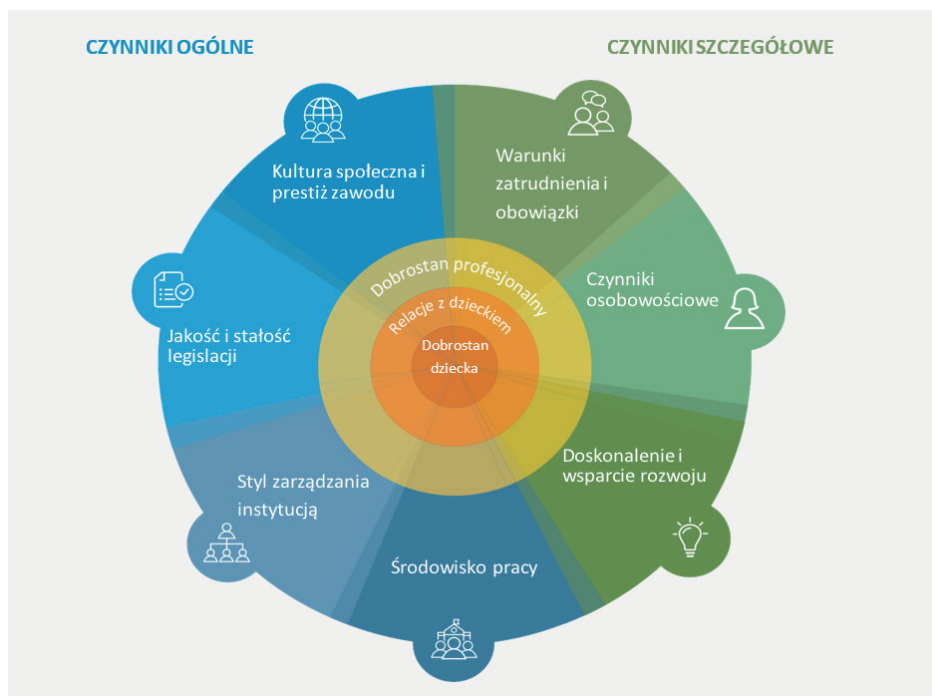 CZYNNIKI OGÓLNE
CZYNNIKI SZCZEGÓŁOWE
Kultura społeczna i
prestiż zawodu
Warunki
zatrudnienia i
obowiązki
Czynniki
osobowościowe
Jakość i stałość
legislacji
Dobrostan profesjonalny
Relacje z dzieckiem
Dobrostan
dziecka
Doskonalenie i
wsparcie rozwoju
Styl zarządzania
instytucją
Środowisko pracy